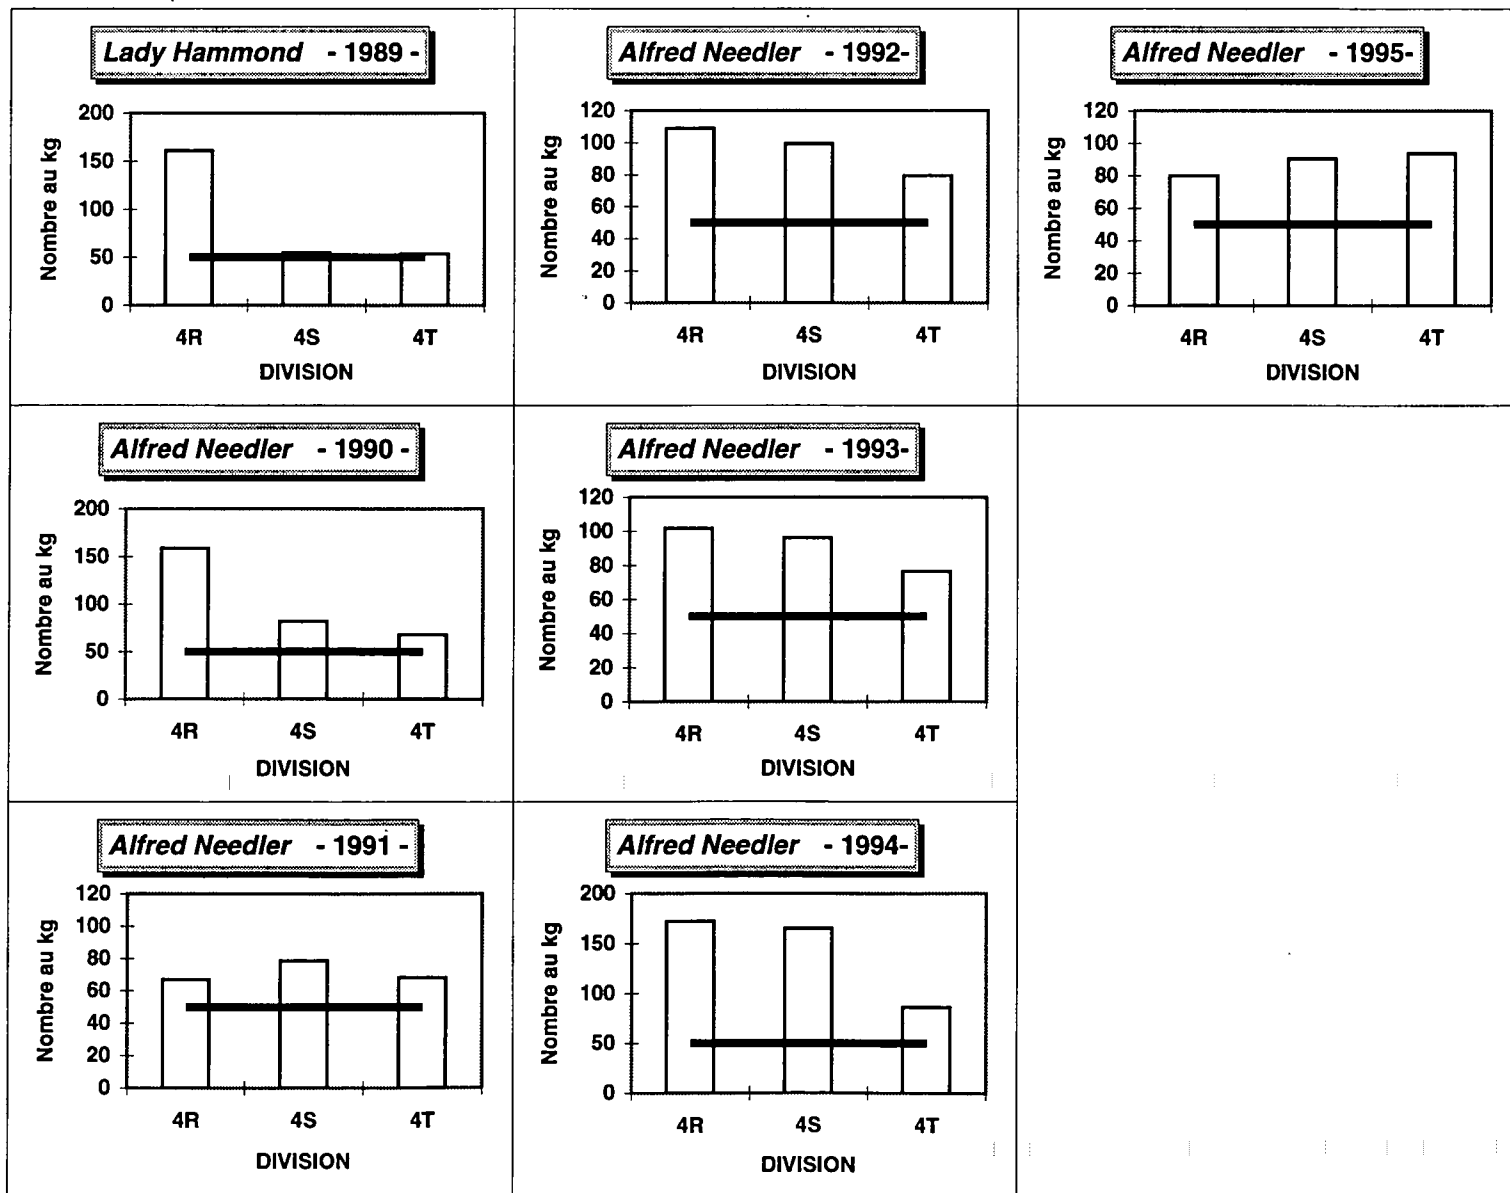 Lady Hammond - 1989 -
Nombre au kg
200
150
100
50
0
4R 4S 4T
DIVISION
Alfred Needler - 1992-
Nombre au kg
120
100
80
60
40
20
0
4R 4S 4T
DIVISION
Alfred Needler - 1995-
Nombre au kg
120
100
80
60
40
20
0
4R 4S 4T
DIVISION
Alfred Needler - 1990 -
Nombre au kg
200
150
100
50
0
4R 4S 4T
DIVISION
Alfred Needler - 1993-
Nombre au kg
120
100
80
60
40
20
0
4R 4S 4T
DIVISION
Alfred Needler - 1991 -
Nombre au kg
120
100
80
60
40
20
0
4R 4S 4T
DIVISION
Alfred Needler - 1994-
Nombre au kg
200
150
100
50
0
4R 4S 4T
DIVISION